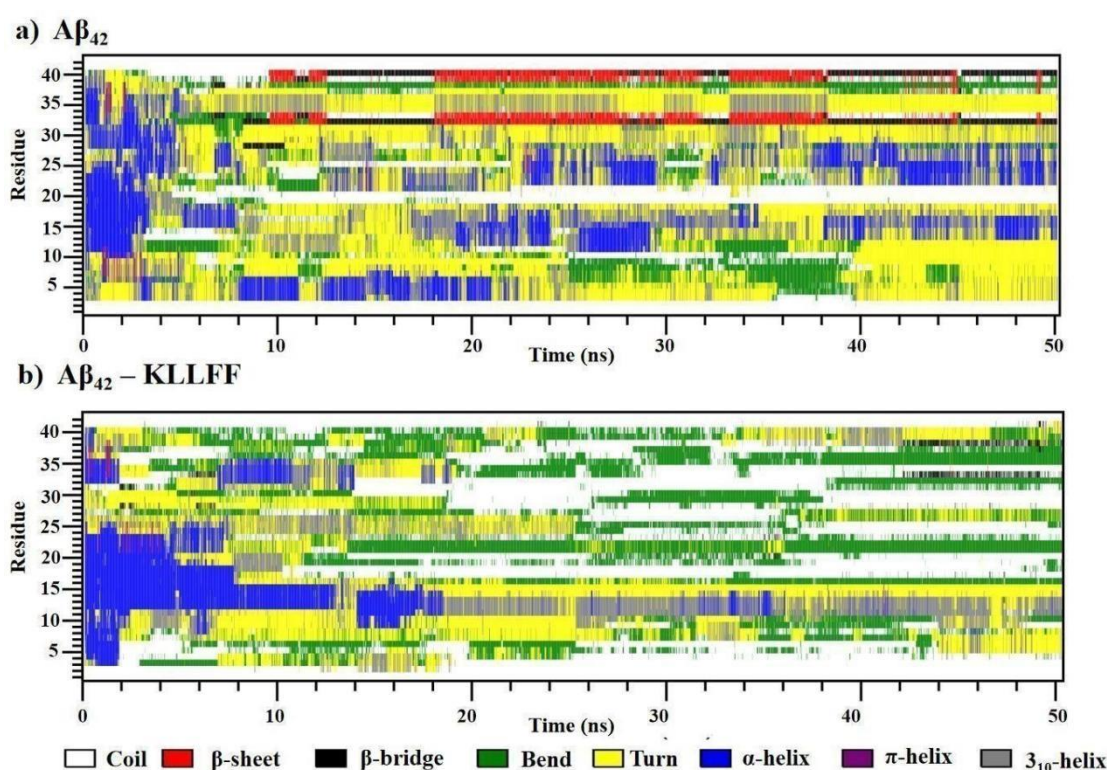 a) Aβ₄₂
40
35
30
25
20
15
10
5
Residue
0 10 20 30 40 50
Time (ns)
b) Aβ₄₂ – KLLFF
40
35
30
25
20
15
10
5
Residue
0 10 20 30 40 50
Time (ns)
Coil β-sheet β-bridge Bend Turn α-helix π-helix 3₁₀-helix